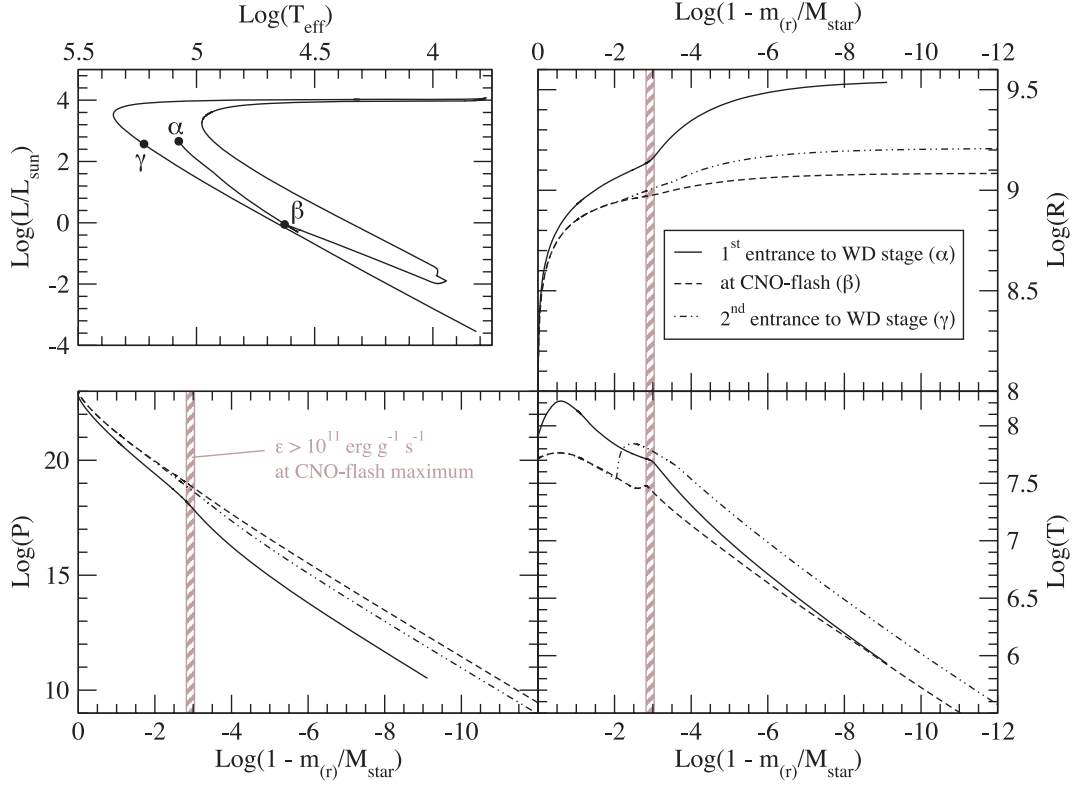 Log(T_eff)
5.5 5 4.5 4
Log(1 - m_(r)/M_star)
0 -2 -4 -6 -8 -10 -12
4
2
0
-2
-4
Log(L/L_sun)
α
γ
β
9.5
9
8.5
8
Log(R)
1^st entrance to WD stage (α)
at CNO-flash (β)
2^nd entrance to WD stage (γ)
20
15
10
Log(P)
ε > 10^11 erg g^-1 s^-1
at CNO-flash maximum
8
7.5
7
6.5
6
Log(T)
0 -2 -4 -6 -8 -10
Log(1 - m_(r)/M_star)
0 -2 -4 -6 -8 -10 -12
Log(1 - m_(r)/M_star)